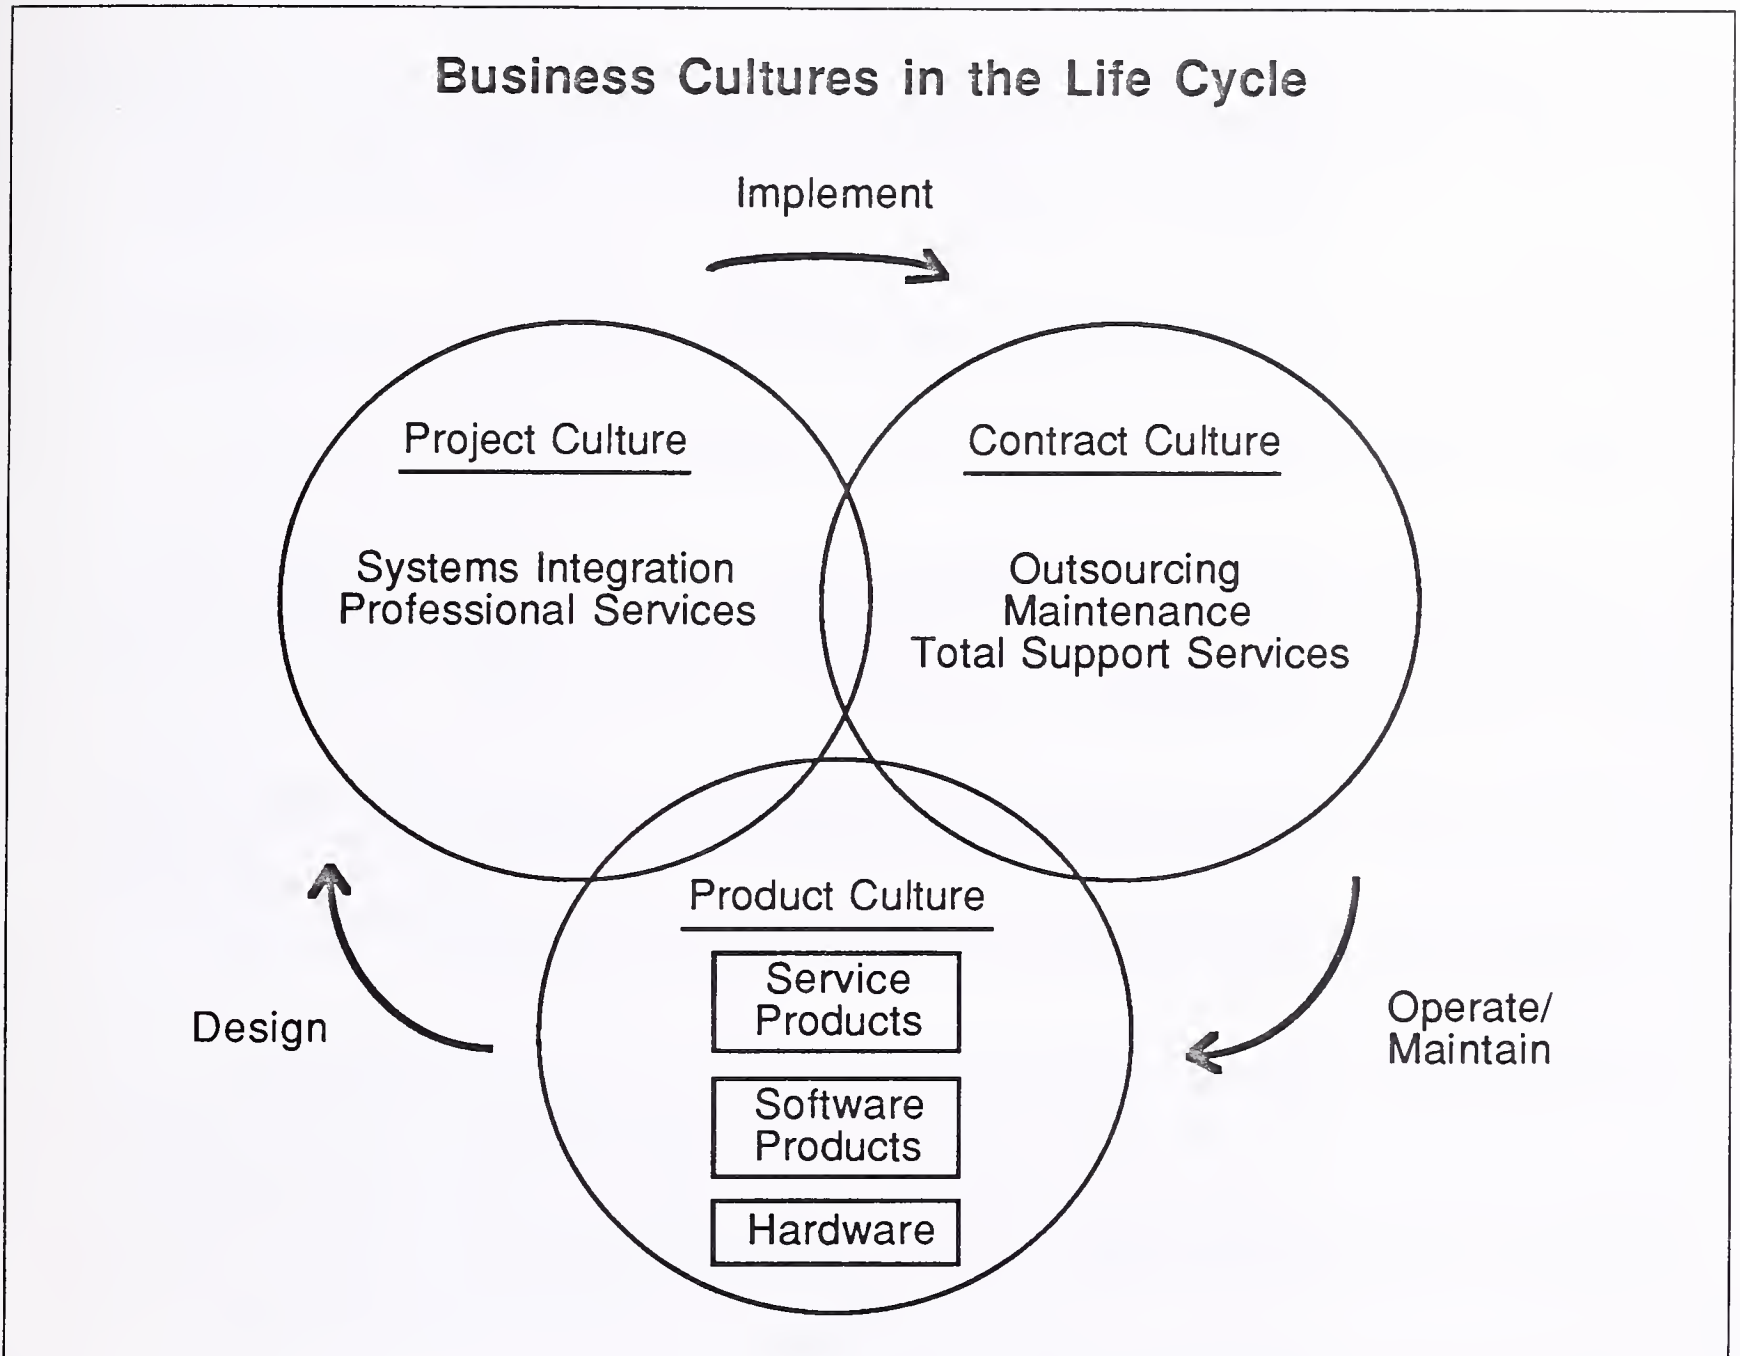 Business Cultures in the Life Cycle
Implement
Project Culture
Systems Integration
Professional Services
Contract Culture
Outsourcing
Maintenance
Total Support Services
Product Culture
Service
Products
Software
Products
Hardware
Design
Operate/
Maintain